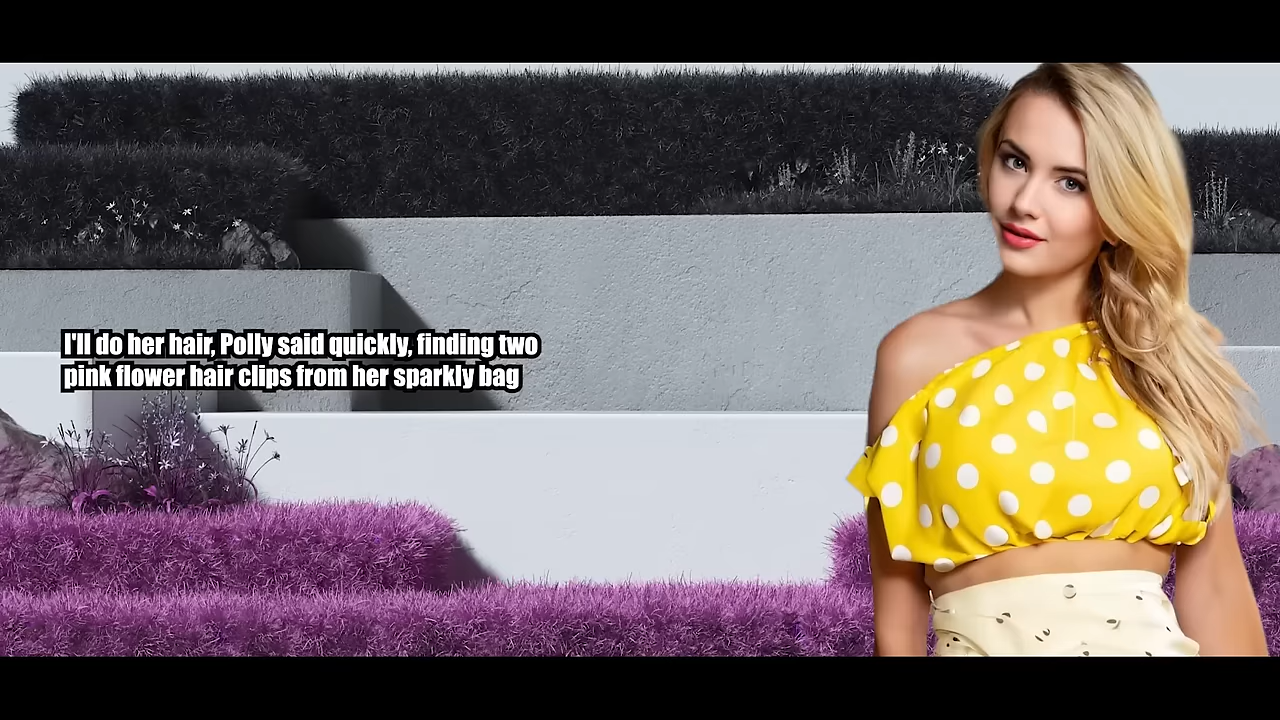 I'll do her hair, Polly said quickly, finding two
pink flower hair clips from her sparkly bag